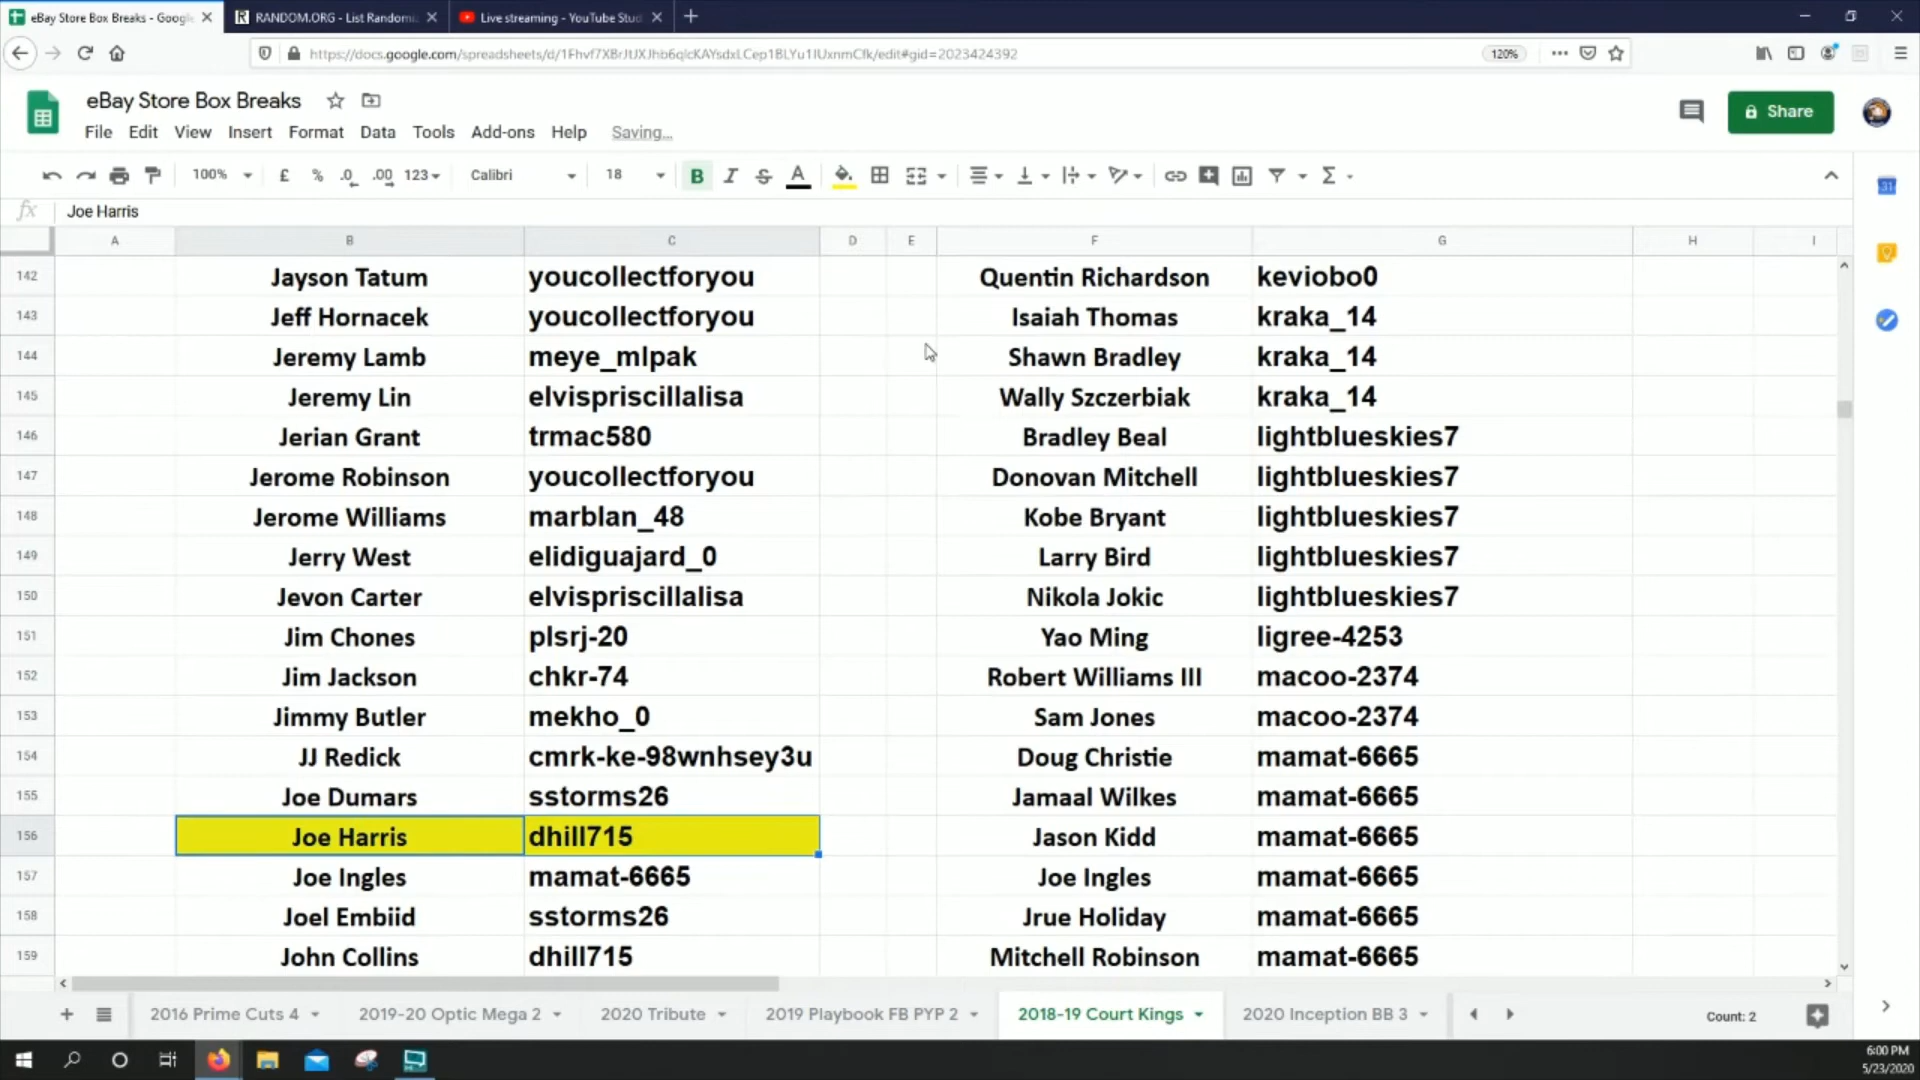 eBay Store Box Breaks - Googl
RANDOM.ORG - List Randomi
Live streaming - YouTube Stud
https://docs.google.com/spreadsheets/d/1Fhvf7XBrJtJXJhb6qlcKAYsdxLCep1BLYu1IUxnmCfk/edit#gid=2023424392
120%
eBay Store Box Breaks
Share
File Edit View Insert Format Data Tools Add-ons Help Saving...
100% £ % .0 .00 123 Calibri 18 B I S A
fx Joe Harris
A B C D E F G H I
142 Jayson Tatum youcollectforyou Quentin Richardson keviobo0
143 Jeff Hornacek youcollectforyou Isaiah Thomas kraka_14
144 Jeremy Lamb meye_mlpak Shawn Bradley kraka_14
145 Jeremy Lin elvispriscillalisa Wally Szczerbiak kraka_14
146 Jerian Grant trmac580 Bradley Beal lightblueskies7
147 Jerome Robinson youcollectforyou Donovan Mitchell lightblueskies7
148 Jerome Williams marblan_48 Kobe Bryant lightblueskies7
149 Jerry West elidiguajard_0 Larry Bird lightblueskies7
150 Jevon Carter elvispriscillalisa Nikola Jokic lightblueskies7
151 Jim Chones plsrj-20 Yao Ming ligree-4253
152 Jim Jackson chkr-74 Robert Williams III macoo-2374
153 Jimmy Butler mekho_0 Sam Jones macoo-2374
154 JJ Redick cmrk-ke-98wnhsey3u Doug Christie mamat-6665
155 Joe Dumars sstorms26 Jamaal Wilkes mamat-6665
156 Joe Harris dhill715 Jason Kidd mamat-6665
157 Joe Ingles mamat-6665 Joe Ingles mamat-6665
158 Joel Embiid sstorms26 Jrue Holiday mamat-6665
159 John Collins dhill715 Mitchell Robinson mamat-6665
2016 Prime Cuts 4 2019-20 Optic Mega 2 2020 Tribute 2019 Playbook FB PYP 2 2018-19 Court Kings 2020 Inception BB 3 Count: 2
6:00 PM
5/23/2020